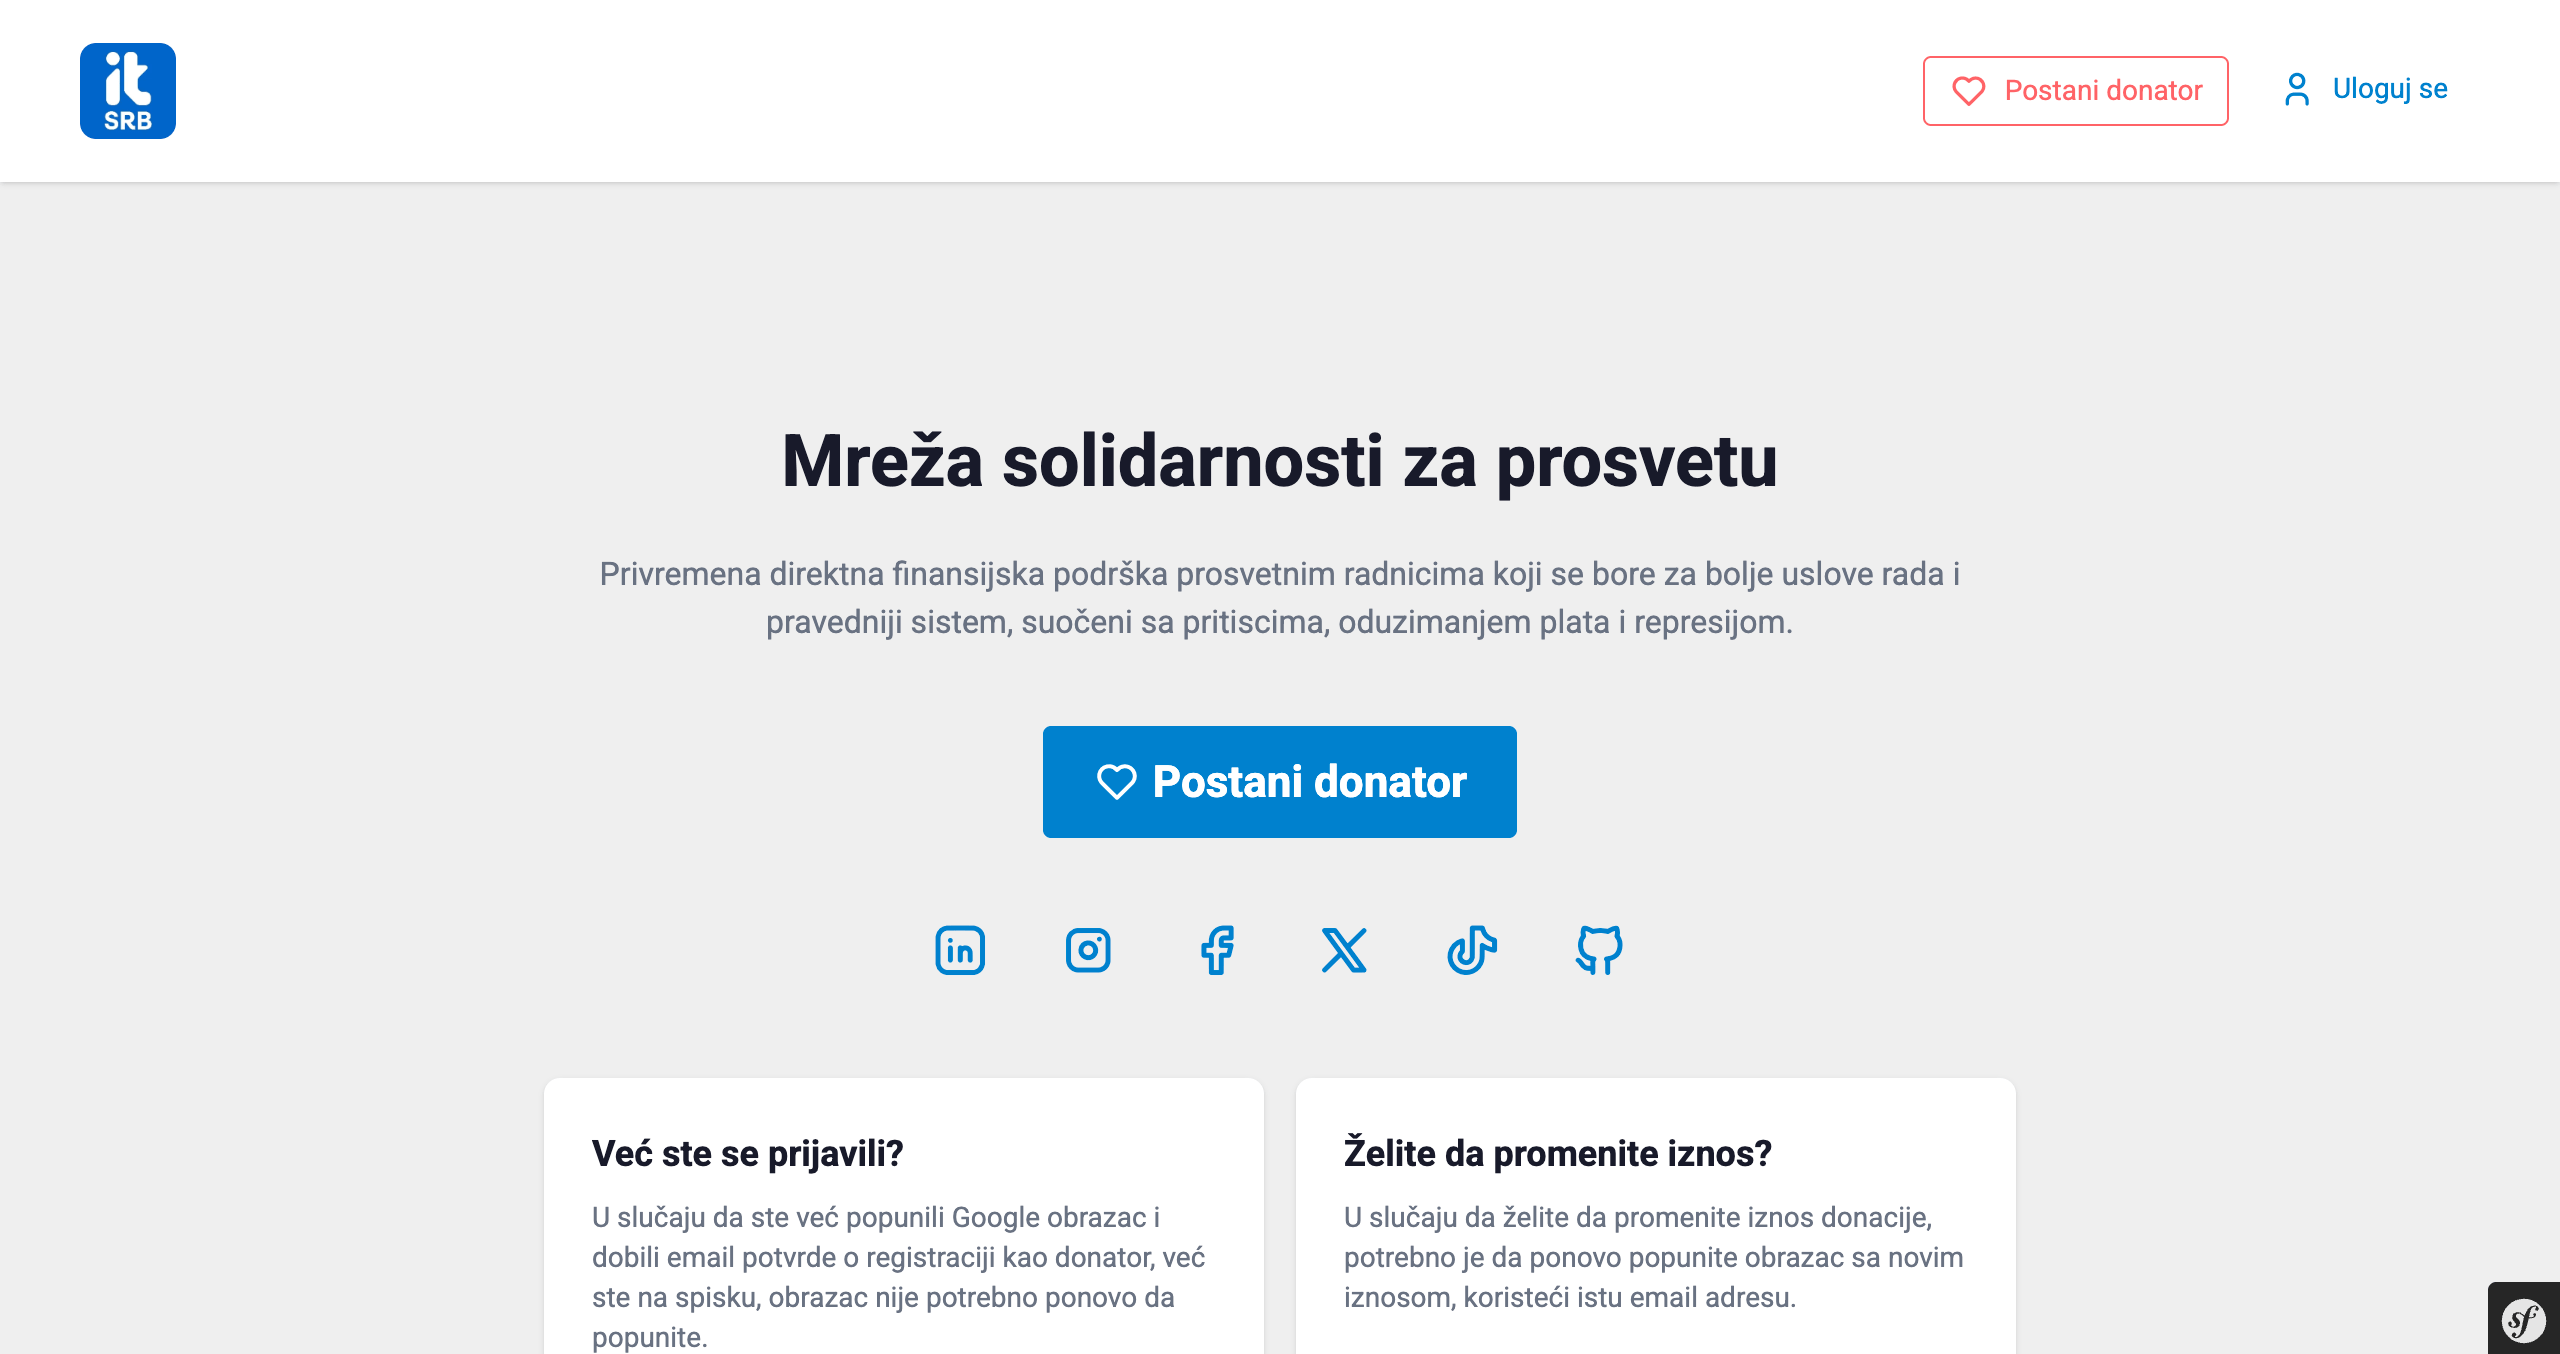 it
SRB
Postani donator
Uloguj se
Mreža solidarnosti za prosvetu
Privremena direktna finansijska podrška prosvetnim radnicima koji se bore za bolje uslove rada i
pravedniji sistem, suočeni sa pritiscima, oduzimanjem plata i represijom.
Postani donator
in
Već ste se prijavili?
U slučaju da ste već popunili Google obrazac i
dobili email potvrde o registraciji kao donator, već
ste na spisku, obrazac nije potrebno ponovo da
popunite.
Želite da promenite iznos?
U slučaju da želite da promenite iznos donacije,
potrebno je da ponovo popunite obrazac sa novim
iznosom, koristeći istu email adresu.
sf